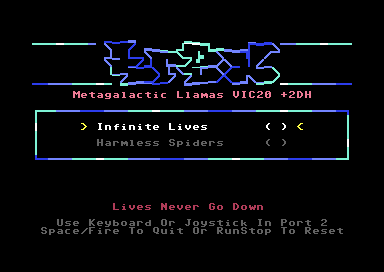 Metagalactic Llamas VIC20 +2DH
> Infinite Lives ( ) <
Harmless Spiders ( )
Lives Never Go Down
Use Keyboard Or Joystick In Port 2
Space/Fire To Quit Or RunStop To Reset